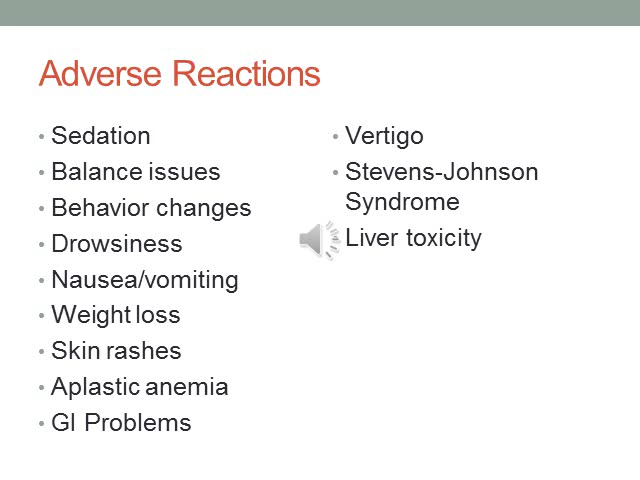 Adverse Reactions
• Sedation
• Balance issues
• Behavior changes
• Drowsiness
• Nausea/vomiting
• Weight loss
• Skin rashes
• Aplastic anemia
• GI Problems
• Vertigo
• Stevens-Johnson
Syndrome
Liver toxicity